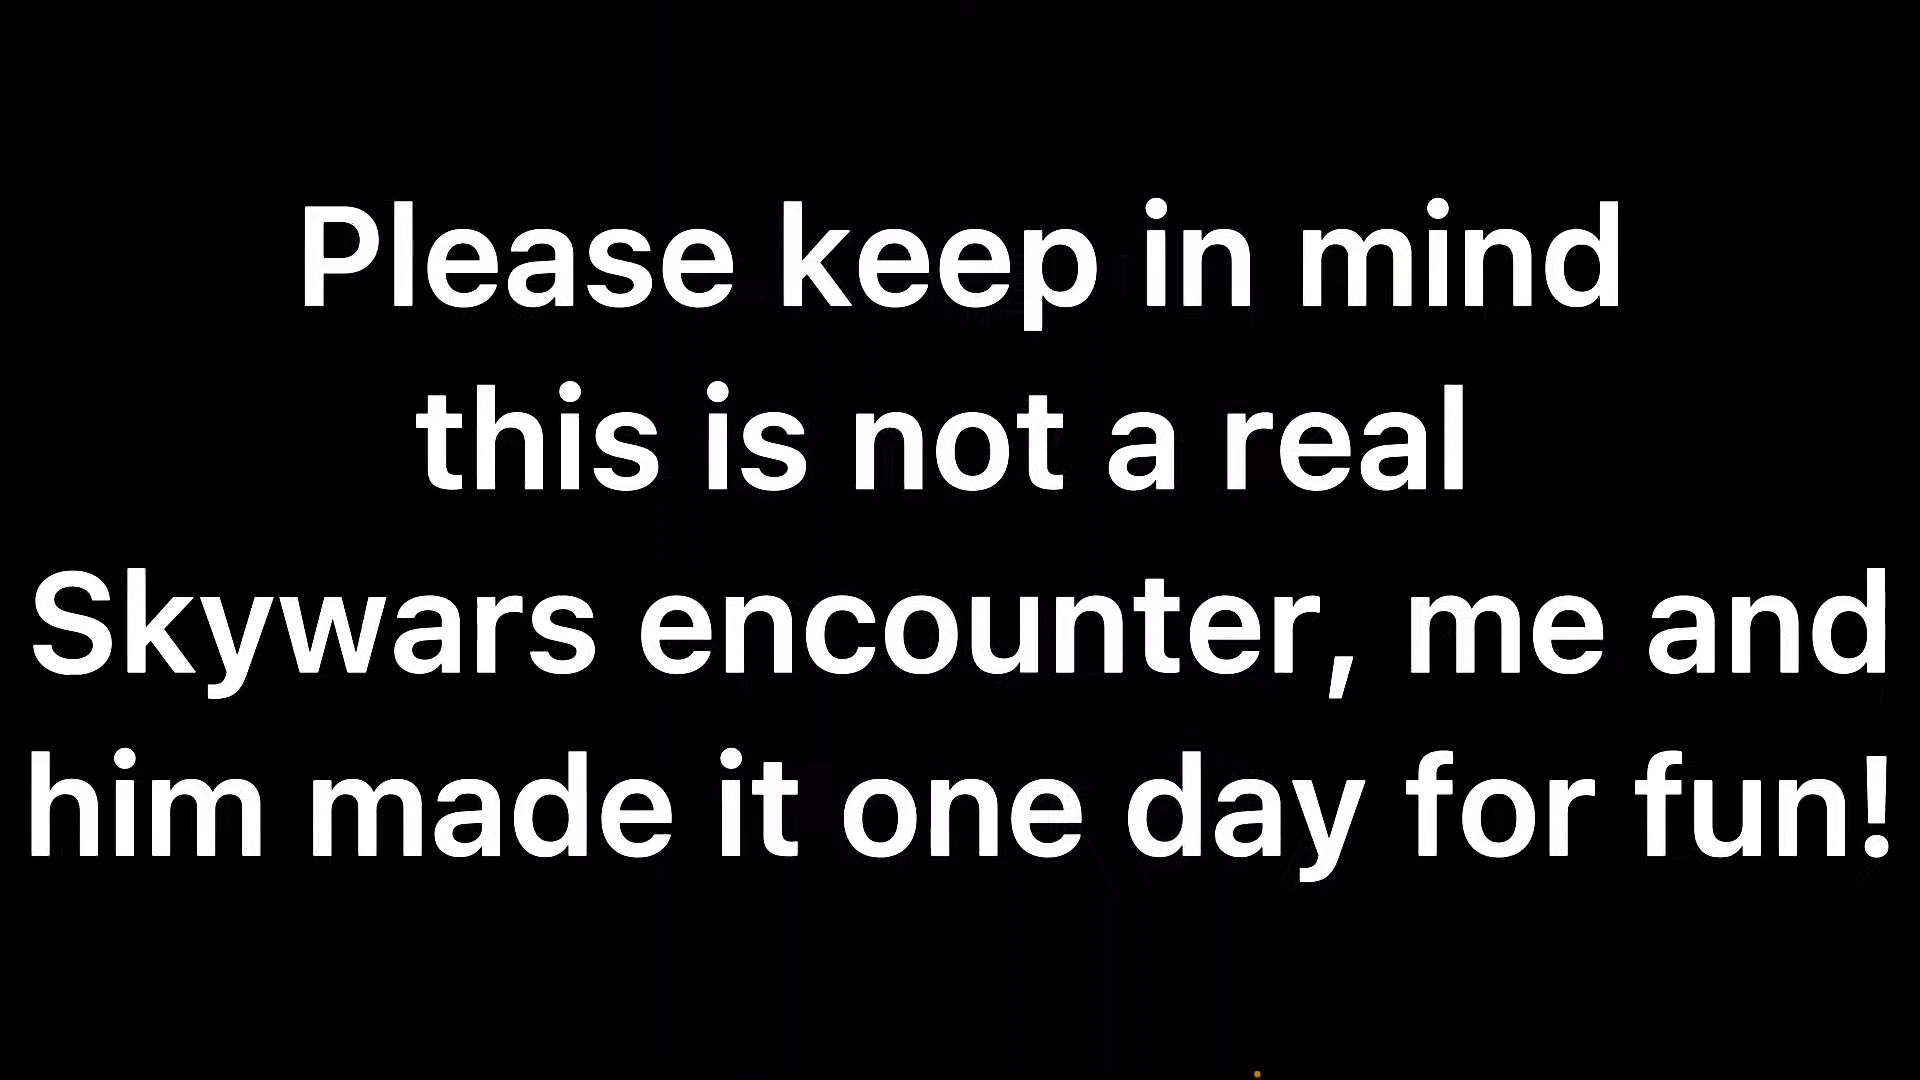 Please keep in mind
this is not a real
Skywars encounter, me and
him made it one day for fun!